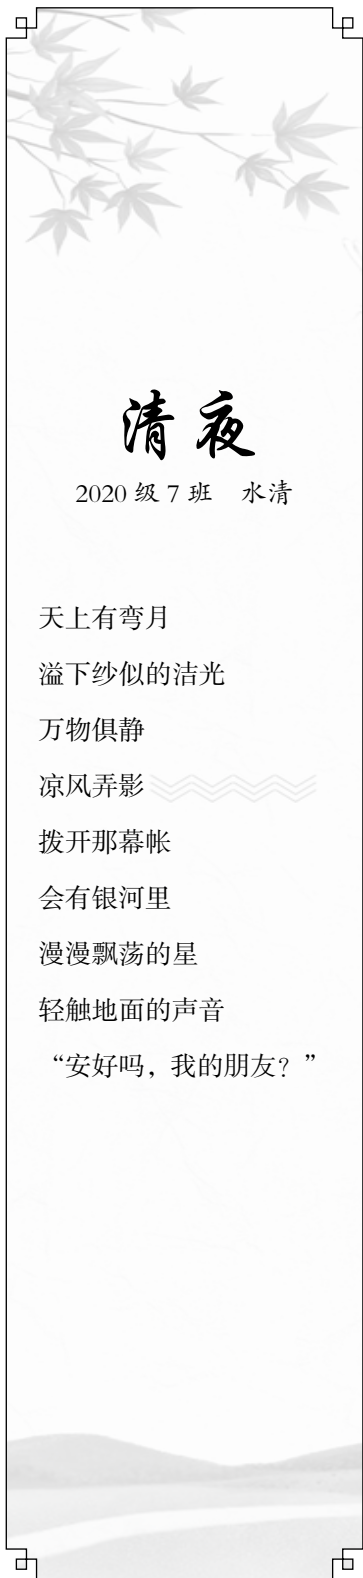 清夜
2020 级 7 班　水清
天上有弯月
溢下纱似的洁光
万物俱静
凉风弄影
拨开那幕帐
会有银河里
漫漫飘荡的星
轻触地面的声音
“安好吗，我的朋友？”